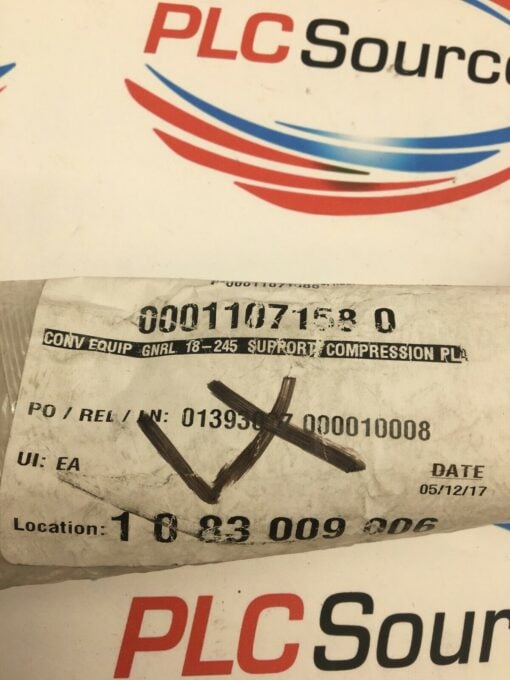 PLC Sourc
0001107158 0
CONV EQUIP GNRL 18-245 SUPPORT COMPRESSION PLA
PO / REL / LN: 000010008
UI: EA
DATE
05/12/17
Location: 1 0 83 009 006
PLC Sour